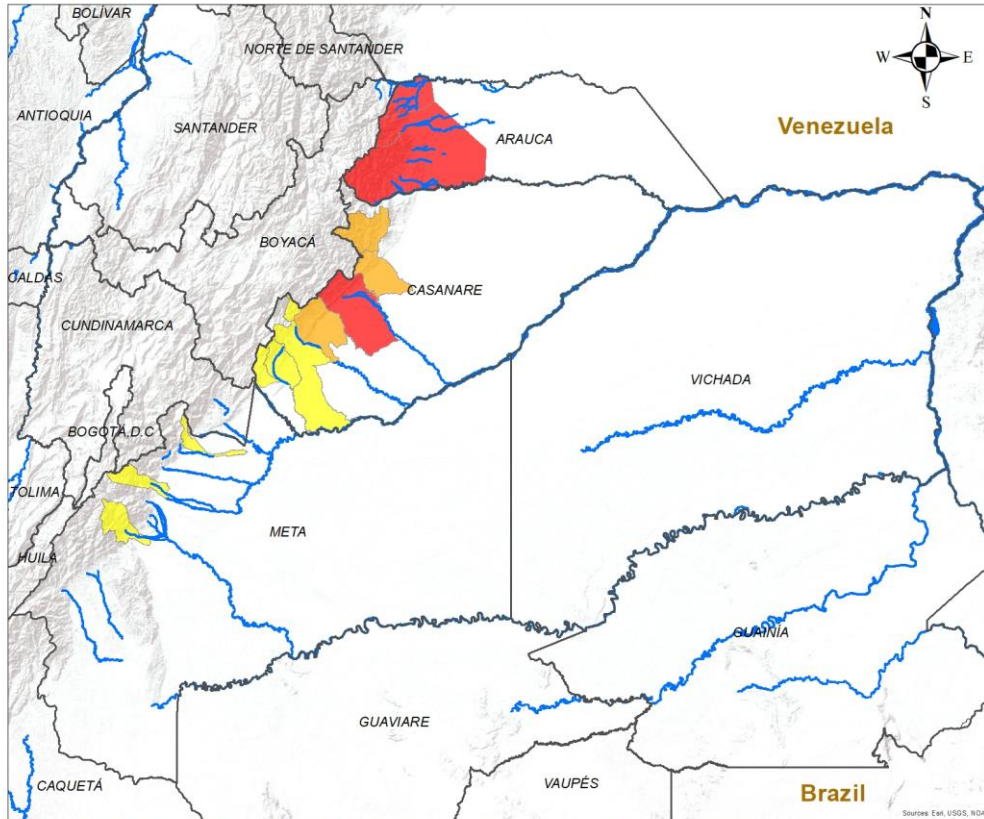 BOLÍVAR
NORTE DE SANTANDER
N
W E
S
ANTIOQUIA
SANTANDER
ARAUCA
Venezuela
BOYACÁ
CALDAS
CASANARE
CUNDINAMARCA
VICHADA
BOGOTÁ, D.C
TOLIMA
META
HUILA
GUAINÍA
GUAVIARE
CAQUETÁ
VAUPÉS
Brazil
Sources: Esri, USGS, NOA